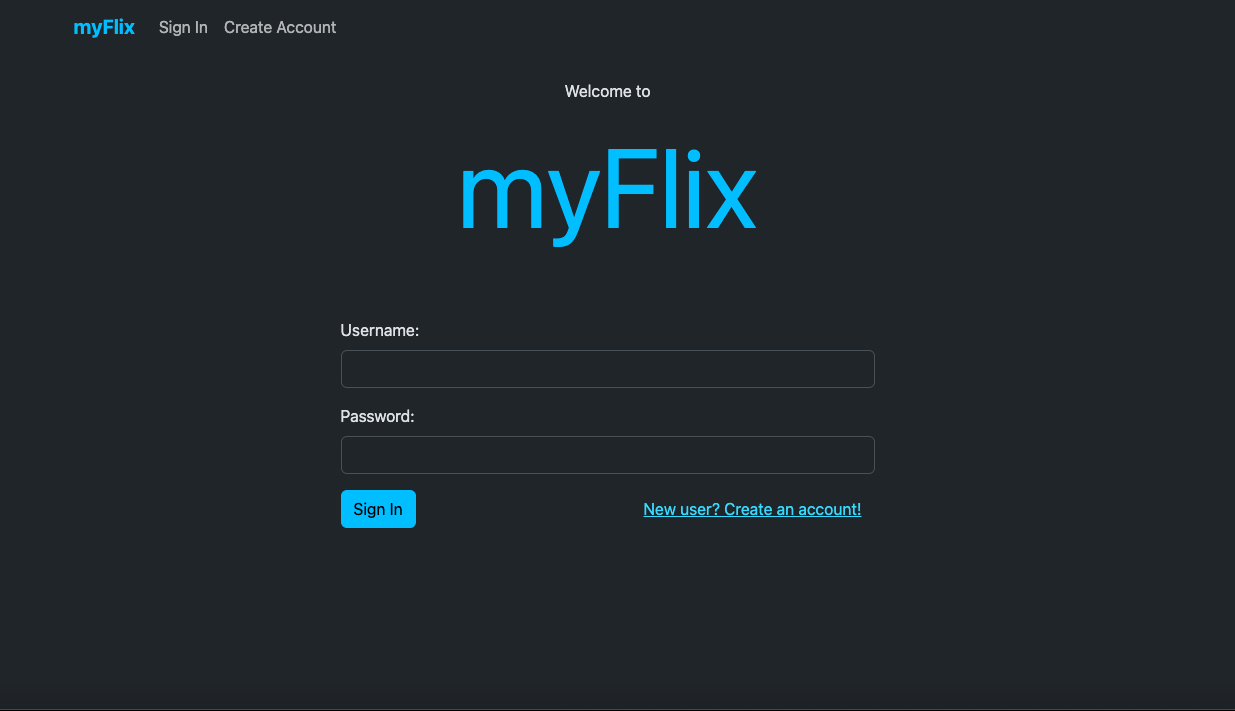 myFlix Sign In Create Account
Welcome to
myFlix
Username:
Password:
Sign In New user? Create an account!